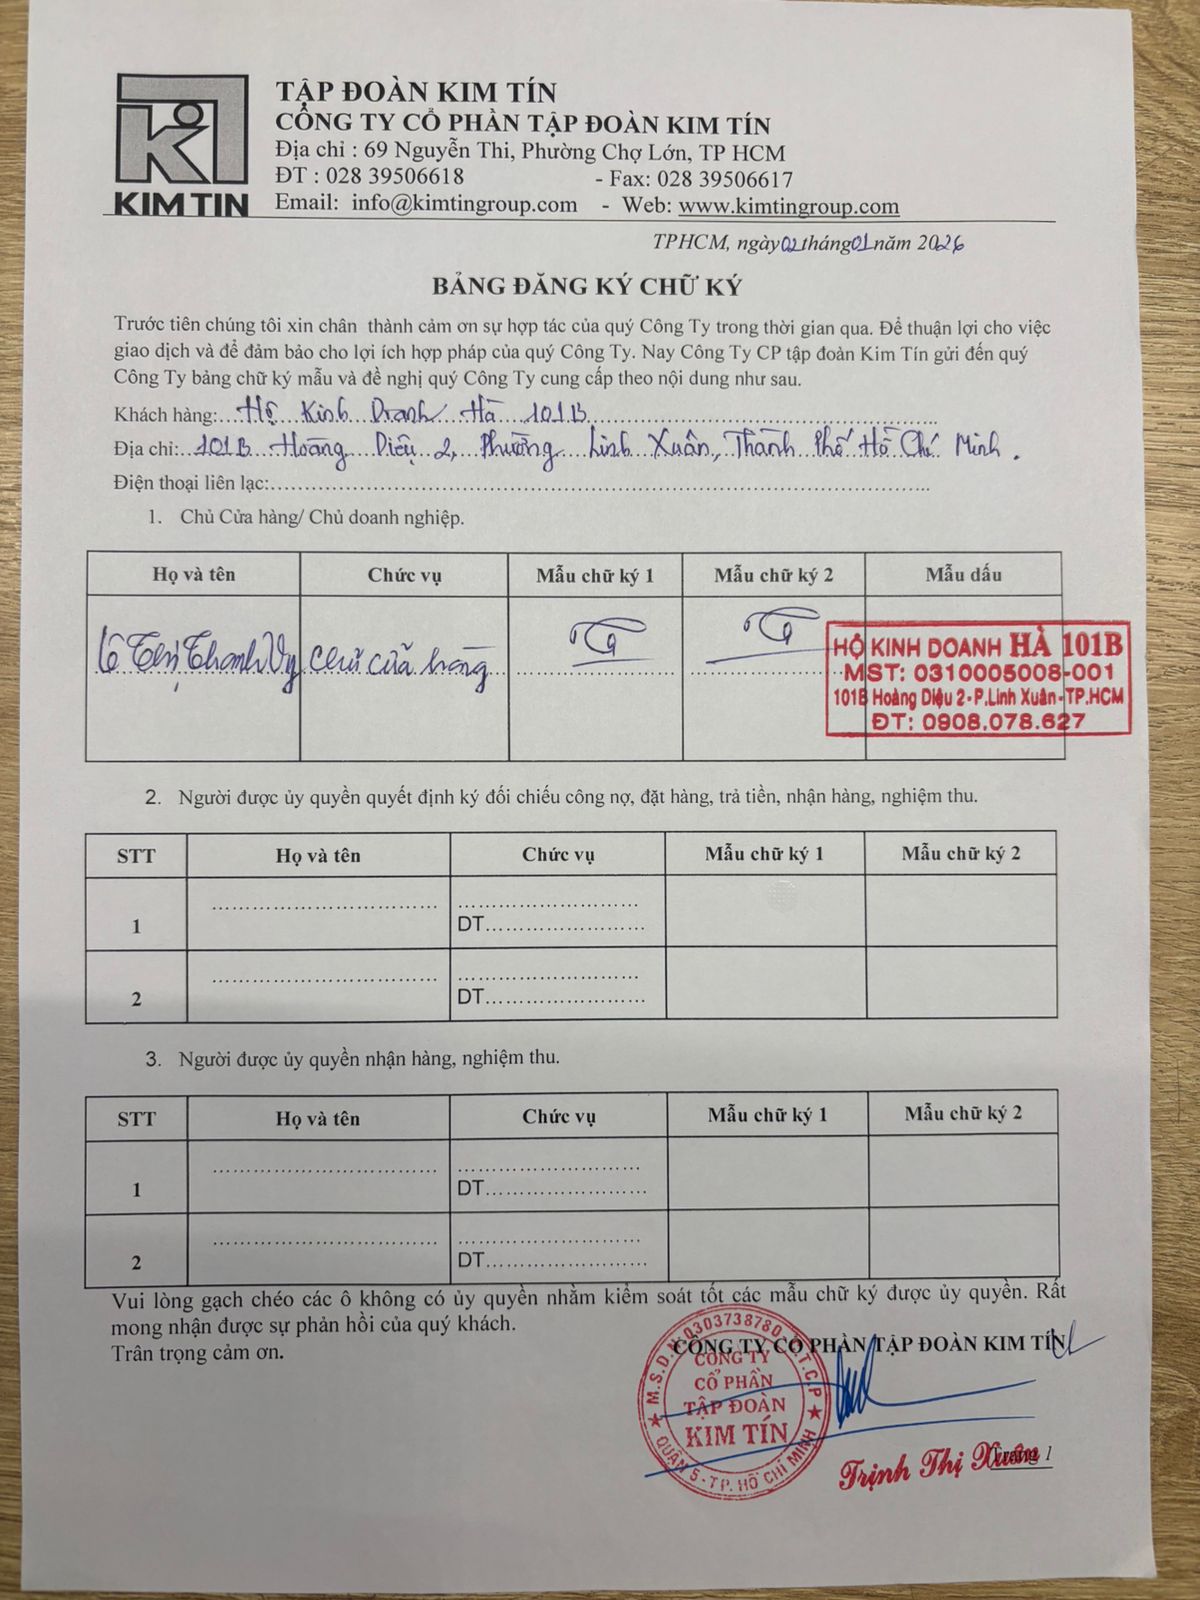 TẬP ĐOÀN KIM TÍN
CÔNG TY CỔ PHẦN TẬP ĐOÀN KIM TÍN
Địa chỉ : 69 Nguyễn Thi, Phường Chợ Lớn, TP HCM
ĐT : 028 39506618 - Fax: 028 39506617
KIM TIN Email: info@kimtingroup.com - Web: www.kimtingroup.com
TPHCM, ngày 02 tháng 01 năm 2026
BẢNG ĐĂNG KÝ CHỮ KÝ
Trước tiên chúng tôi xin chân thành cảm ơn sự hợp tác của quý Công Ty trong thời gian qua. Để thuận lợi cho việc
giao dịch và để đảm bảo cho lợi ích hợp pháp của quý Công Ty. Nay Công Ty CP tập đoàn Kim Tín gửi đến quý
Công Ty bảng chữ ký mẫu và đề nghị quý Công Ty cung cấp theo nội dung như sau.
Khách hàng: Hộ Kinh Doanh Hà 101B
Địa chỉ: 101B Hoàng Diệu 2, Phường Linh Xuân, Thành Phố Hồ Chí Minh.
Điện thoại liên lạc:
1. Chủ Cửa hàng/ Chủ doanh nghiệp.
Họ và tên Chức vụ Mẫu chữ ký 1 Mẫu chữ ký 2 Mẫu dấu
Lê Thị Thanh Vy Chủ cửa hàng
HỘ KINH DOANH HÀ 101B
MST: 0310005008-001
101B Hoàng Diệu 2 - P.Linh Xuân - TP.HCM
ĐT: 0908.078.627
2. Người được ủy quyền quyết định ký đối chiếu công nợ, đặt hàng, trả tiền, nhận hàng, nghiệm thu.
STT Họ và tên Chức vụ Mẫu chữ ký 1 Mẫu chữ ký 2
1 DT
2 DT
3. Người được ủy quyền nhận hàng, nghiệm thu.
STT Họ và tên Chức vụ Mẫu chữ ký 1 Mẫu chữ ký 2
1 DT
2 DT
Vui lòng gạch chéo các ô không có ủy quyền nhằm kiểm soát tốt các mẫu chữ ký được ủy quyền. Rất
mong nhận được sự phản hồi của quý khách.
Trân trọng cảm ơn.
CÔNG TY CỔ PHẦN TẬP ĐOÀN KIM TÍN
M.S.D.N:0303738780 C.T.C.P
CÔNG TY
CỔ PHẦN
TẬP ĐOÀN
KIM TÍN
QUẬN 5 - TP. HỒ CHÍ MINH
Trịnh Thị Xuân
Trang 1